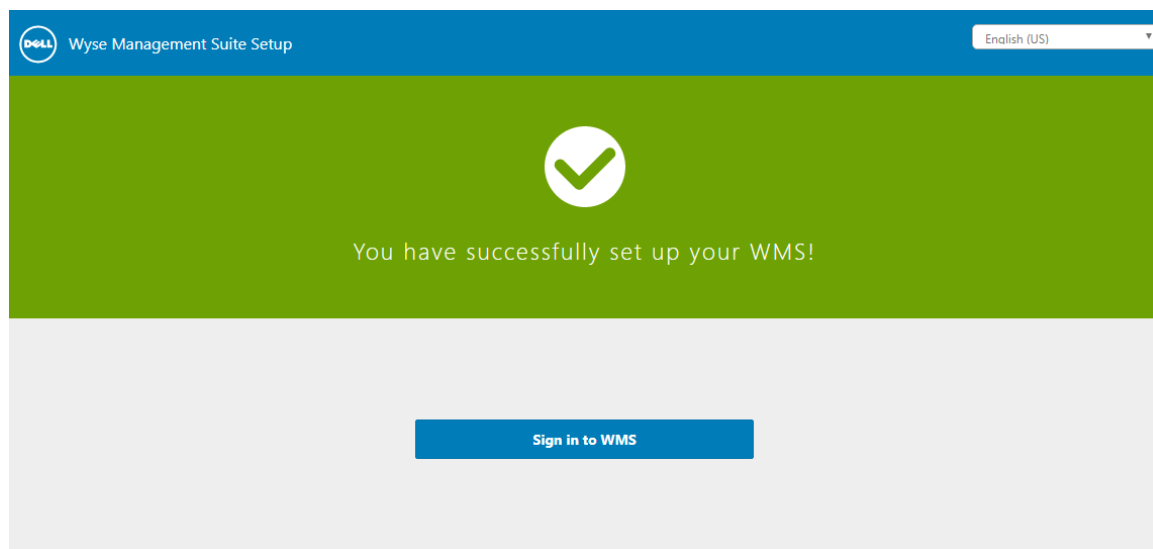 DELL
Wyse Management Suite Setup
English (US)
You have successfully set up your WMS!
Sign in to WMS